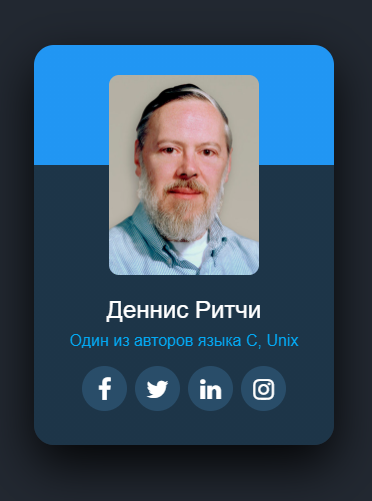 Деннис Ритчи
Один из авторов языка C, Unix